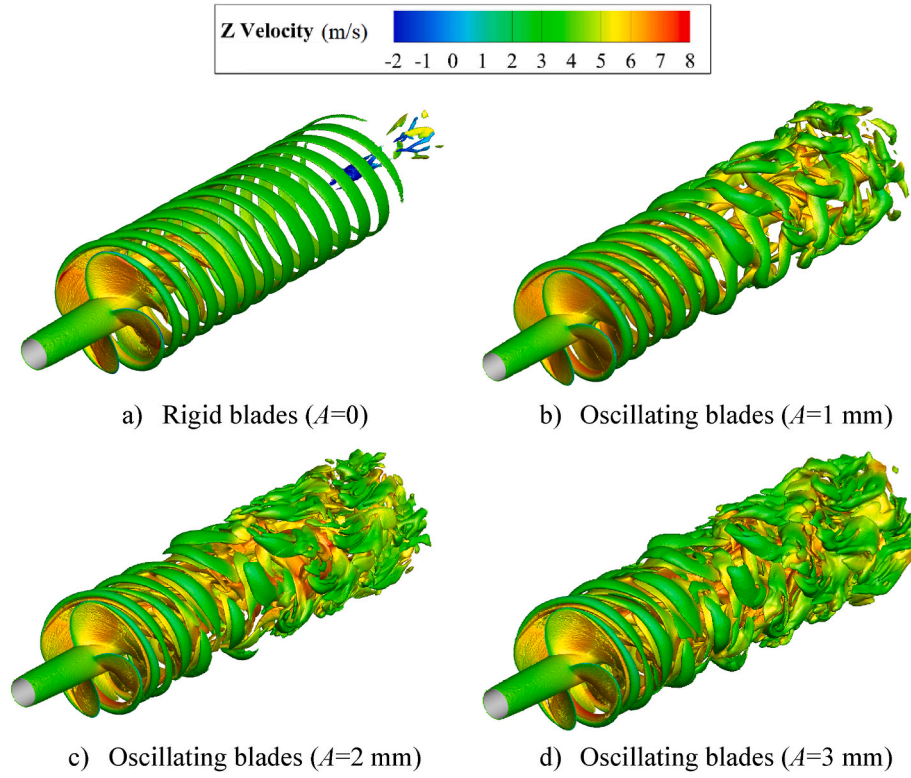 Z Velocity (m/s)
-2 -1 0 1 2 3 4 5 6 7 8
a) Rigid blades (A=0)
b) Oscillating blades (A=1 mm)
c) Oscillating blades (A=2 mm)
d) Oscillating blades (A=3 mm)